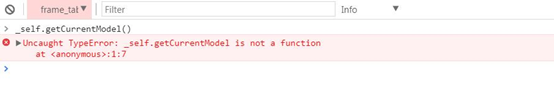 frame_tal Filter Info
_self.getCurrentModel()
Uncaught TypeError: _self.getCurrentModel is not a function
at <anonymous>:1:7